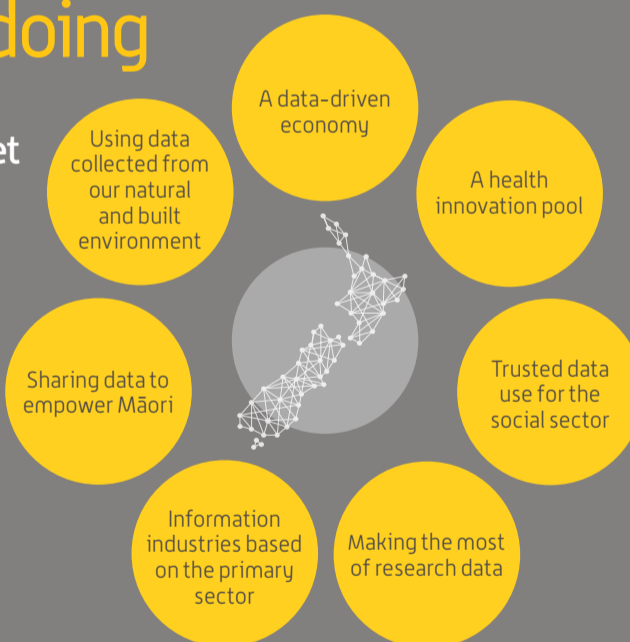 doing
et
A data-driven
economy
Using data
collected from
our natural
and built
environment
A health
innovation pool
Sharing data to
empower Māori
Trusted data
use for the
social sector
Information
industries based
on the primary
sector
Making the most
of research data